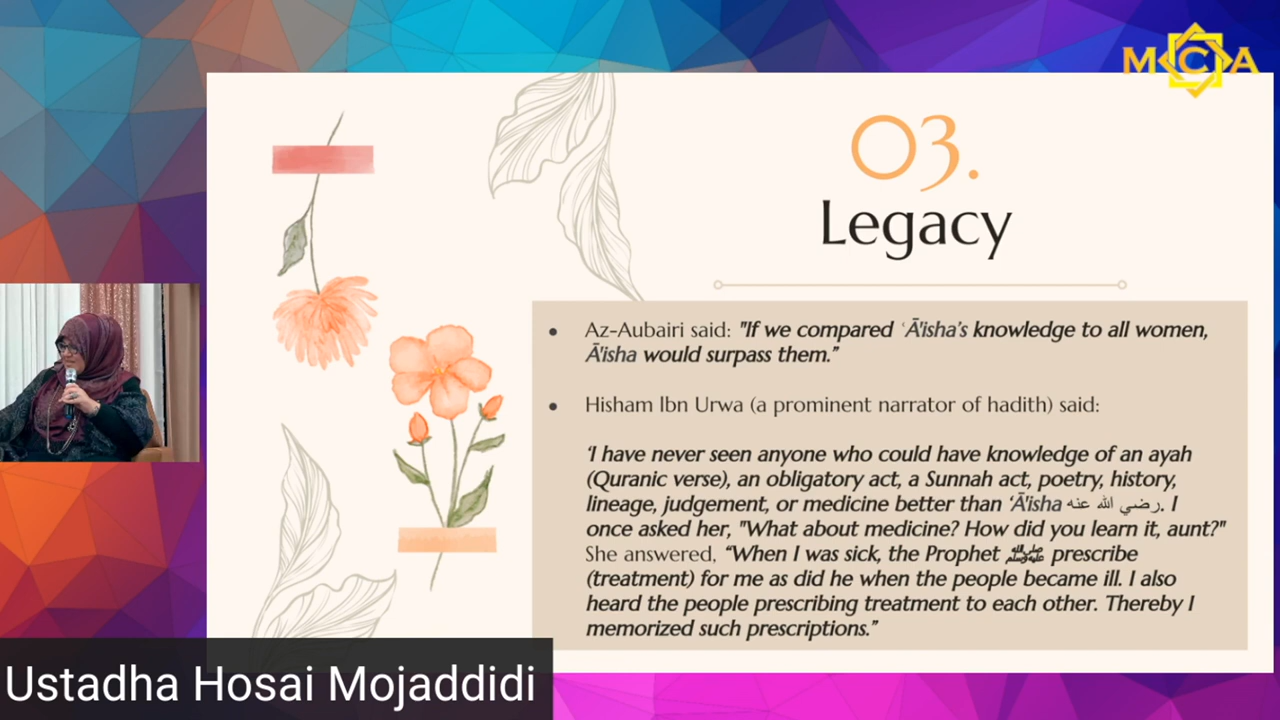 MCA
03.
Legacy
• Az-Aubairi said: "If we compared ʿĀ'isha's knowledge to all women,
Ā'isha would surpass them.”
• Hisham Ibn Urwa (a prominent narrator of hadith) said:
‘I have never seen anyone who could have knowledge of an ayah
(Quranic verse), an obligatory act, a Sunnah act, poetry, history,
lineage, judgement, or medicine better than ‘Ā'isha رضي الله عنه. I
once asked her, "What about medicine? How did you learn it, aunt?"
She answered, “When I was sick, the Prophet ﷺ prescribe
(treatment) for me as did he when the people became ill. I also
heard the people prescribing treatment to each other. Thereby I
memorized such prescriptions.”
Ustadha Hosai Mojaddidi